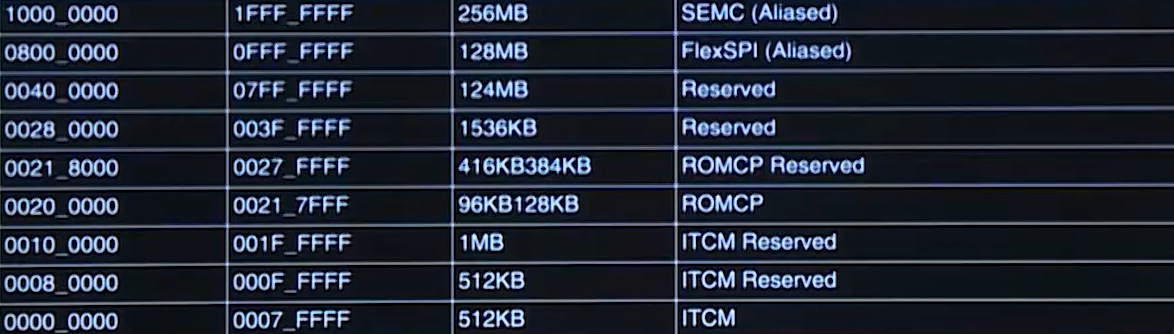 1000_0000 1FFF_FFFF 256MB SEMC (Aliased)
0800_0000 0FFF_FFFF 128MB FlexSPI (Aliased)
0040_0000 07FF_FFFF 124MB Reserved
0028_0000 003F_FFFF 1536KB Reserved
0021_8000 0027_FFFF 416KB384KB ROMCP Reserved
0020_0000 0021_7FFF 96KB128KB ROMCP
0010_0000 001F_FFFF 1MB ITCM Reserved
0008_0000 000F_FFFF 512KB ITCM Reserved
0000_0000 0007_FFFF 512KB ITCM